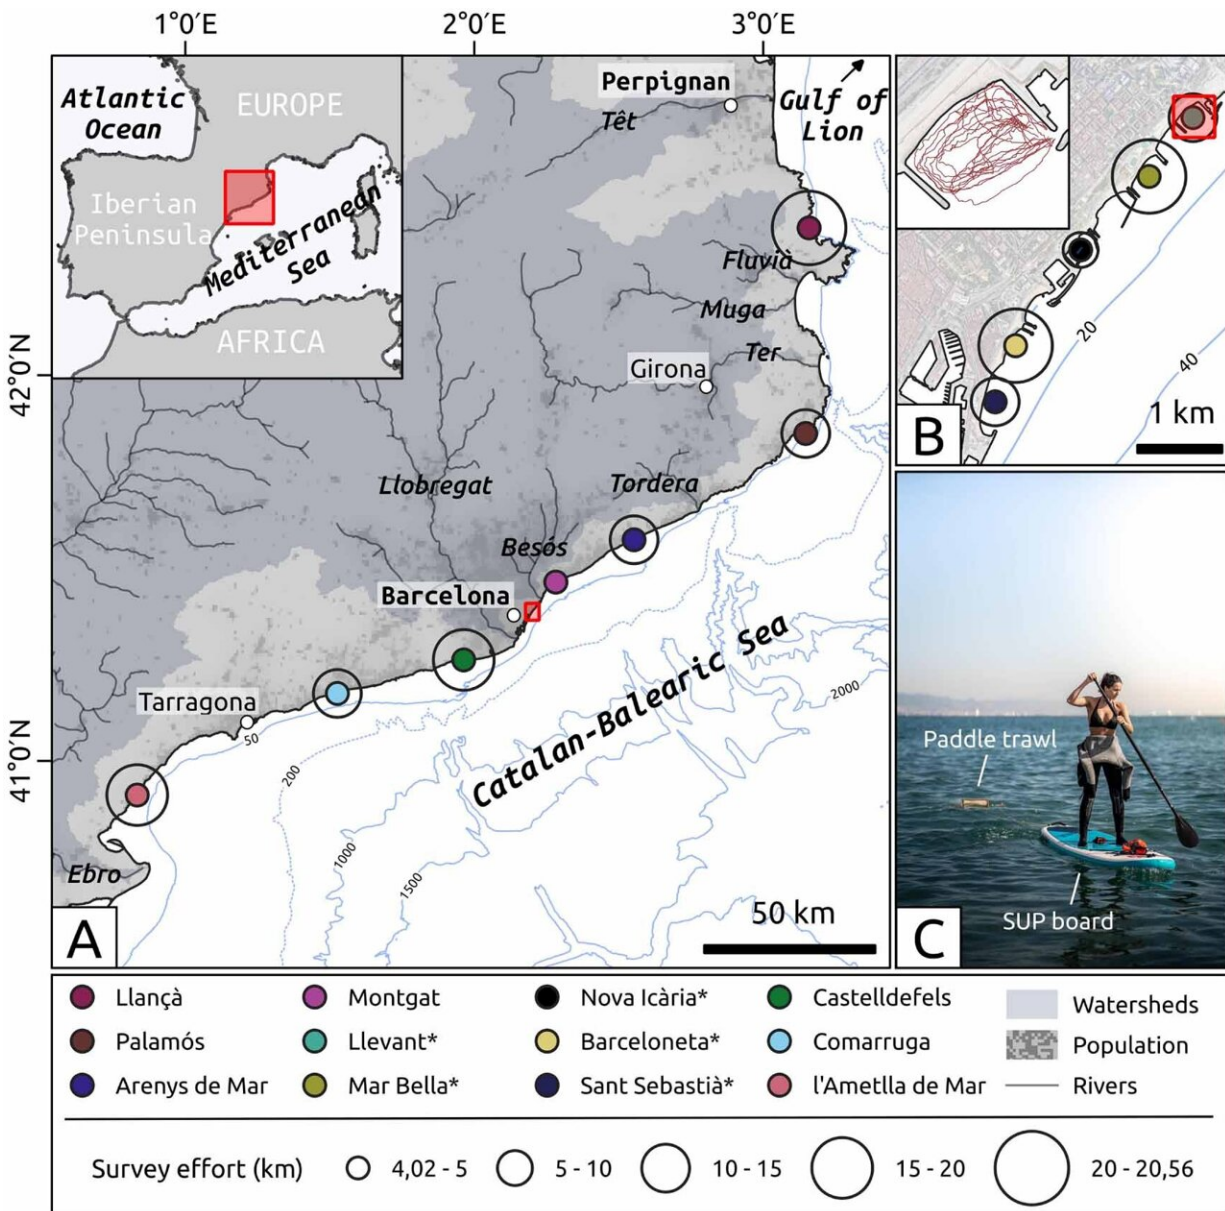 1°0′E
2°0′E
3°0′E
42°0′N
41°0′N
Atlantic
Ocean
EUROPE
Iberian
Peninsula
Mediterranean
Sea
AFRICA
Perpignan
Têt
Gulf of
Lion
Fluvià
Muga
Ter
Girona
Llobregat
Tordera
Besós
Barcelona
Tarragona
Ebro
Catalan-Balearic Sea
50
200
1000
1500
2000
50 km
A
20
40
1 km
B
Paddle trawl
SUP board
C
Llançà
Montgat
Nova Icària*
Castelldefels
Watersheds
Palamós
Llevant*
Barceloneta*
Comarruga
Population
Arenys de Mar
Mar Bella*
Sant Sebastià*
l'Ametlla de Mar
Rivers
Survey effort (km)
4,02 - 5
5 - 10
10 - 15
15 - 20
20 - 20,56